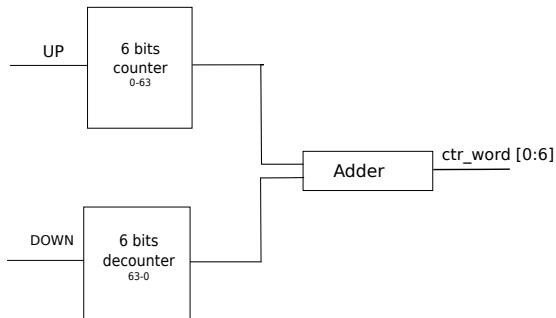 UP
6 bits
counter
0-63
Adder
ctr_word [0:6]
DOWN
6 bits
decounter
63-0